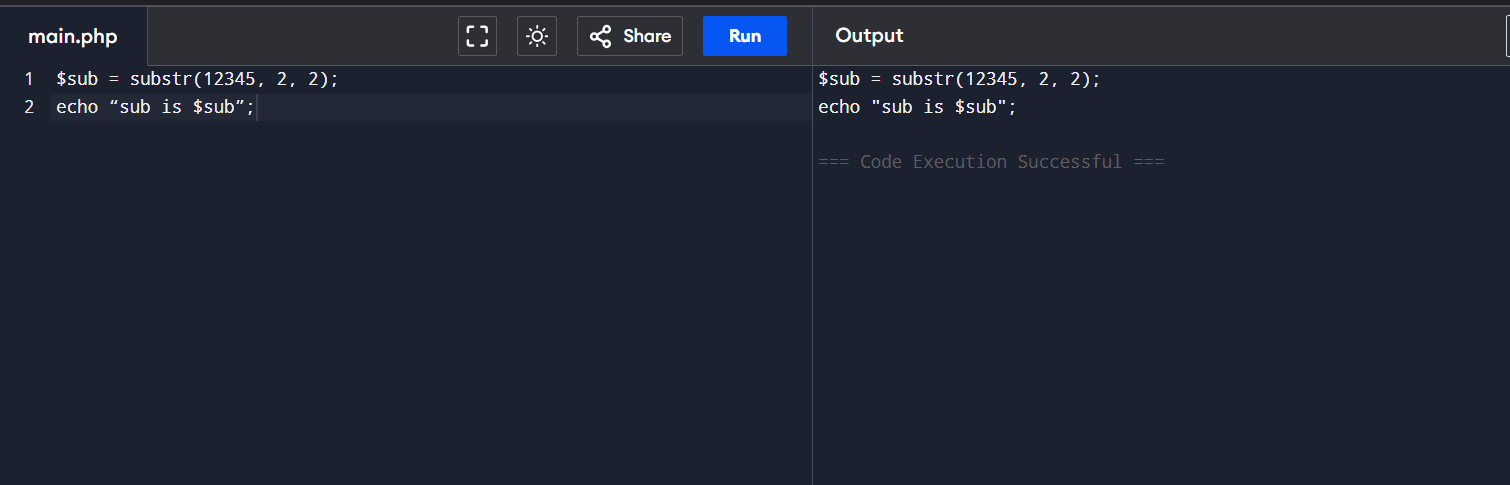 main.php Share Run Output
1 $sub = substr(12345, 2, 2);
2 echo “sub is $sub”;
$sub = substr(12345, 2, 2);
echo "sub is $sub";
=== Code Execution Successful ===